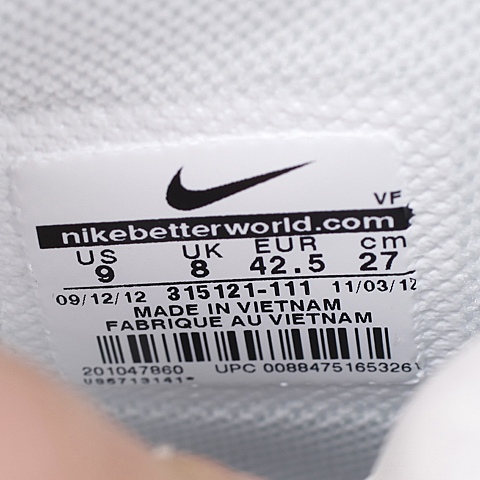 VF
nikebetterworld.com
US UK EUR cm
9 8 42.5 27
09/12/12 315121-111 11/03/12
MADE IN VIETNAM
FABRIQUE AU VIETNAM
201047860 UPC 00884751653261